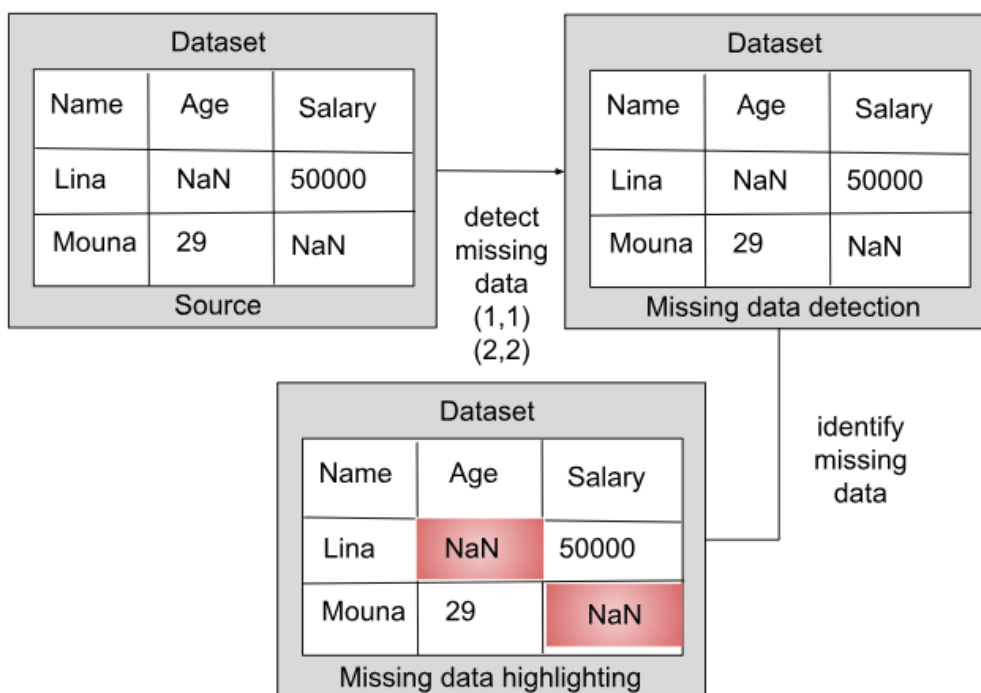 Dataset
Name Age Salary
Lina NaN 50000
Mouna 29 NaN
Source
detect
missing
data
(1,1)
(2,2)
Dataset
Name Age Salary
Lina NaN 50000
Mouna 29 NaN
Missing data detection
identify
missing
data
Dataset
Name Age Salary
Lina NaN 50000
Mouna 29 NaN
Missing data highlighting